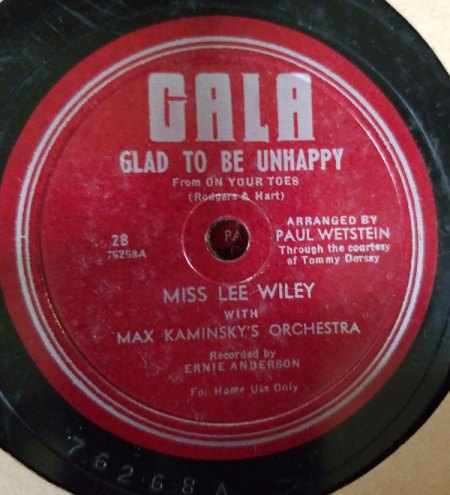 GALA
GLAD TO BE UNHAPPY
From ON YOUR TOES
(Rodgers & Hart)
2B
76268A
PA
ARRANGED BY
PAUL WETSTEIN
Through the courtesy
of Tommy Dorsey
MISS LEE WILEY
WITH
MAX KAMINSKY'S ORCHESTRA
Recorded by
ERNIE ANDERSON
For Home Use Only
76268A